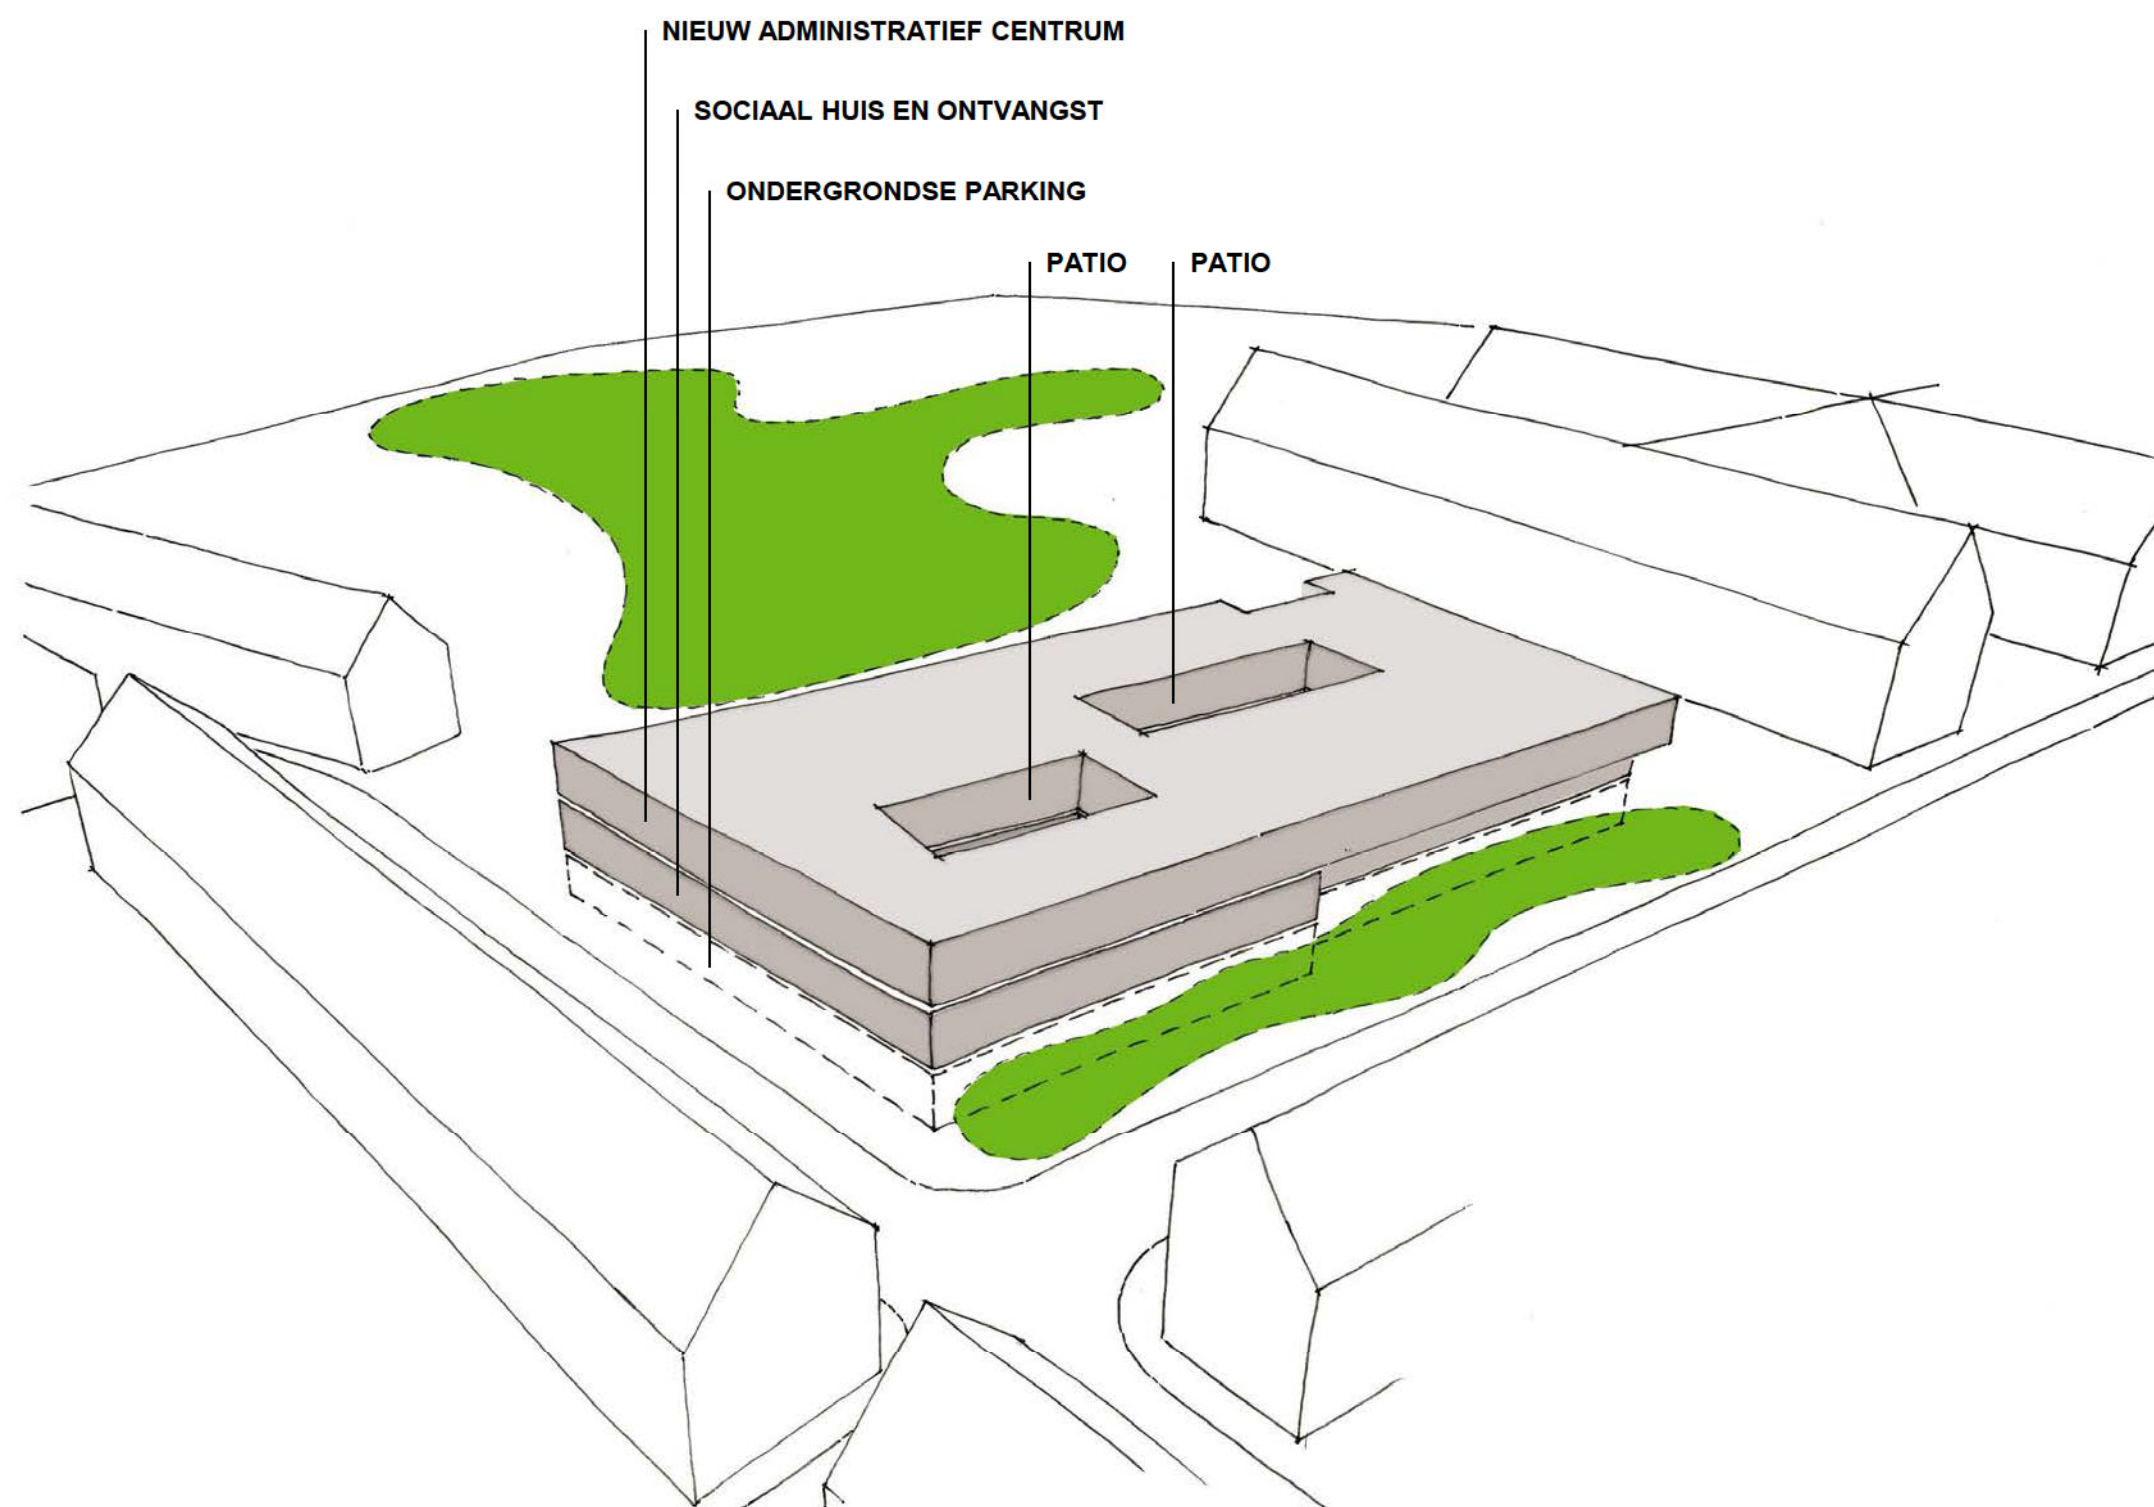 NIEUW ADMINISTRATIEF CENTRUM
SOCIAAL HUIS EN ONTVANGST
ONDERGRONDSE PARKING
PATIO
PATIO